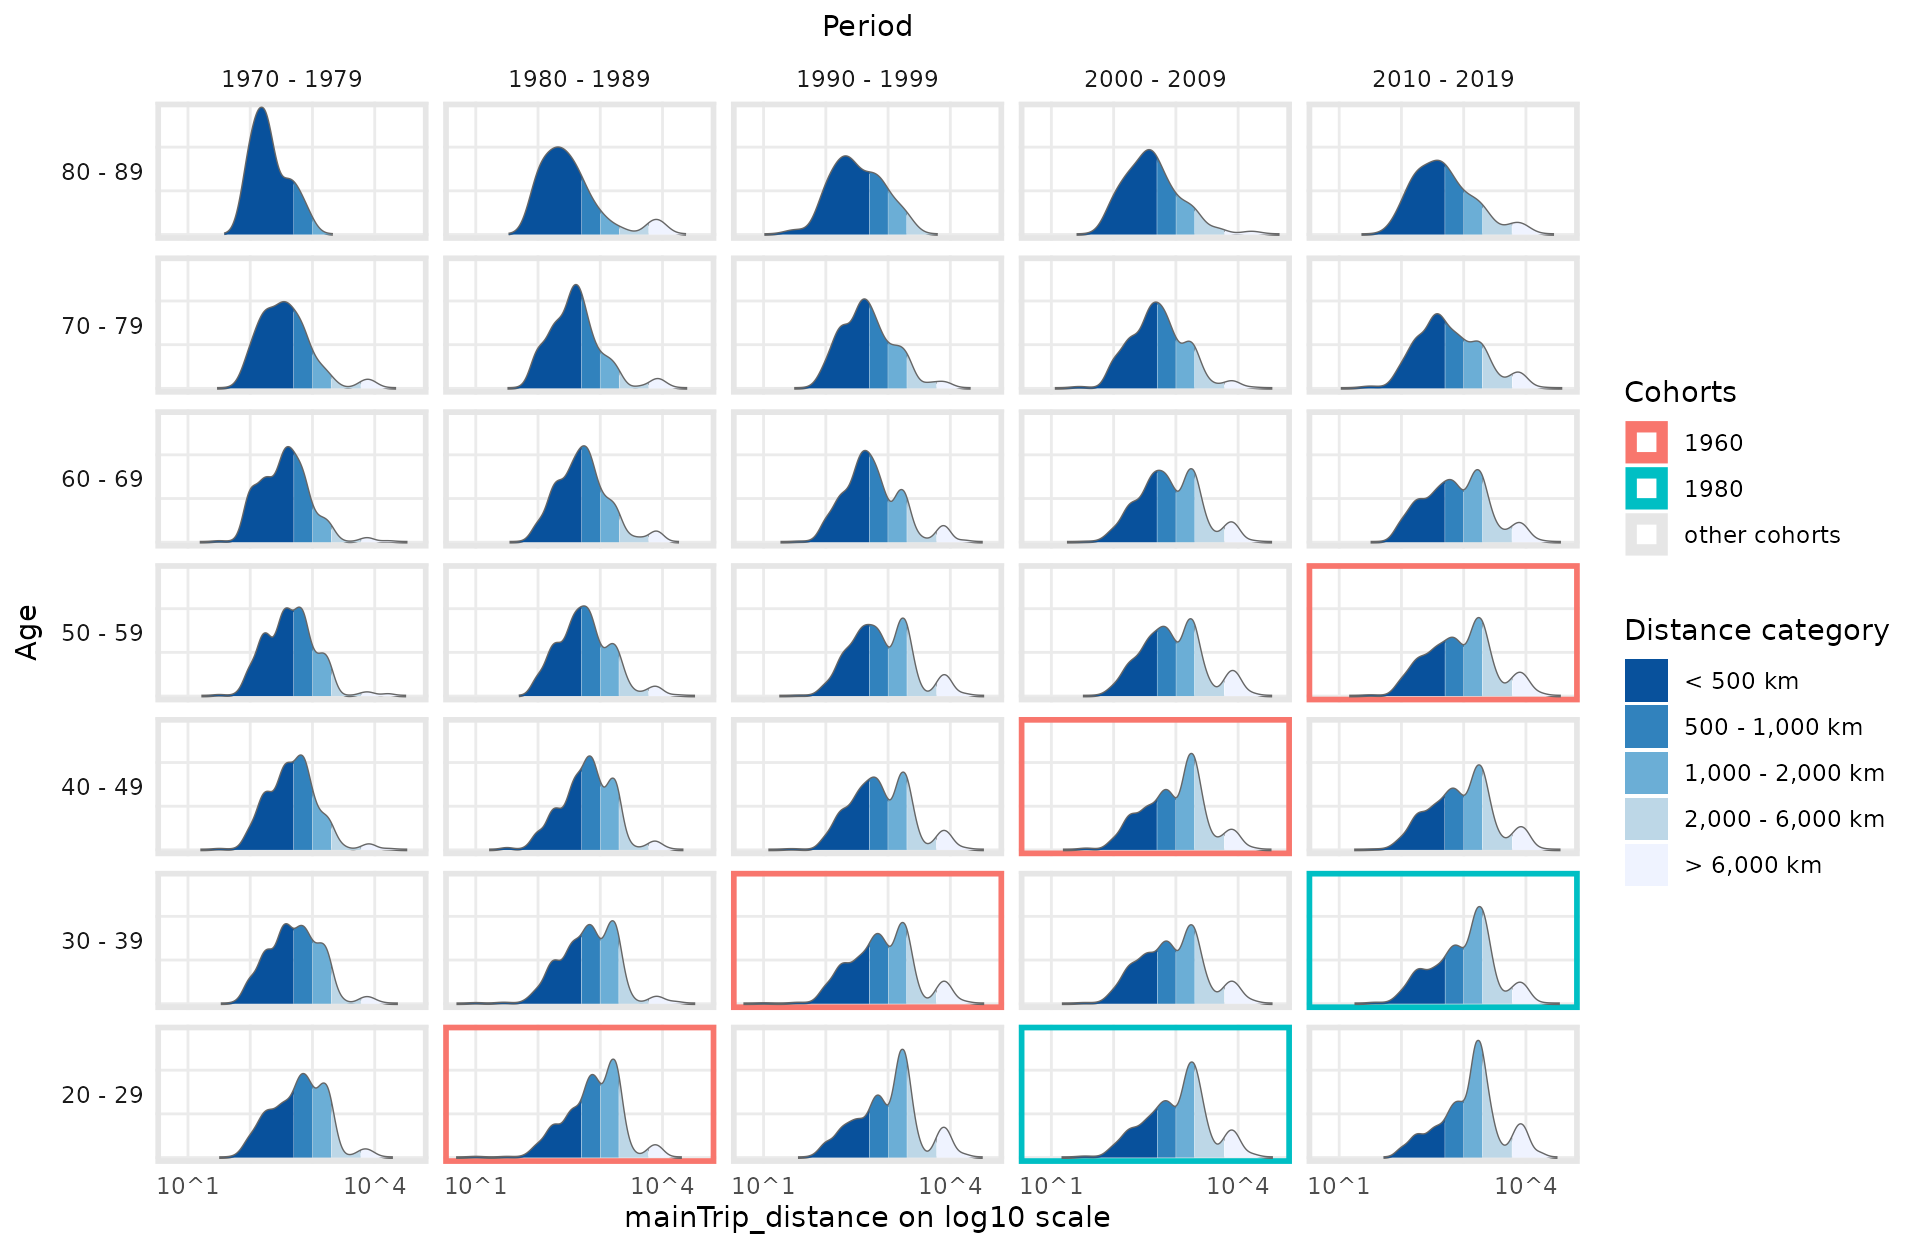 Period
1970 - 1979 1980 - 1989 1990 - 1999 2000 - 2009 2010 - 2019
80 - 89
70 - 79
60 - 69
50 - 59
40 - 49
30 - 39
20 - 29
Age
10^1 10^4 10^1 10^4 10^1 10^4 10^1 10^4 10^1 10^4
mainTrip_distance on log10 scale
Cohorts
1960
1980
other cohorts
Distance category
< 500 km
500 - 1,000 km
1,000 - 2,000 km
2,000 - 6,000 km
> 6,000 km